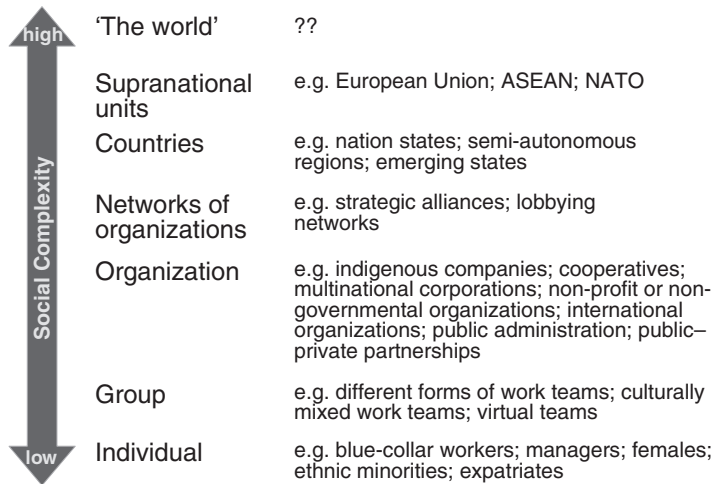 high
Social Complexity
low
‘The world’
??
Supranational
units
e.g. European Union; ASEAN; NATO
Countries
e.g. nation states; semi-autonomous
regions; emerging states
Networks of
organizations
e.g. strategic alliances; lobbying
networks
Organization
e.g. indigenous companies; cooperatives;
multinational corporations; non-profit or non-
governmental organizations; international
organizations; public administration; public–
private partnerships
Group
e.g. different forms of work teams; culturally
mixed work teams; virtual teams
Individual
e.g. blue-collar workers; managers; females;
ethnic minorities; expatriates